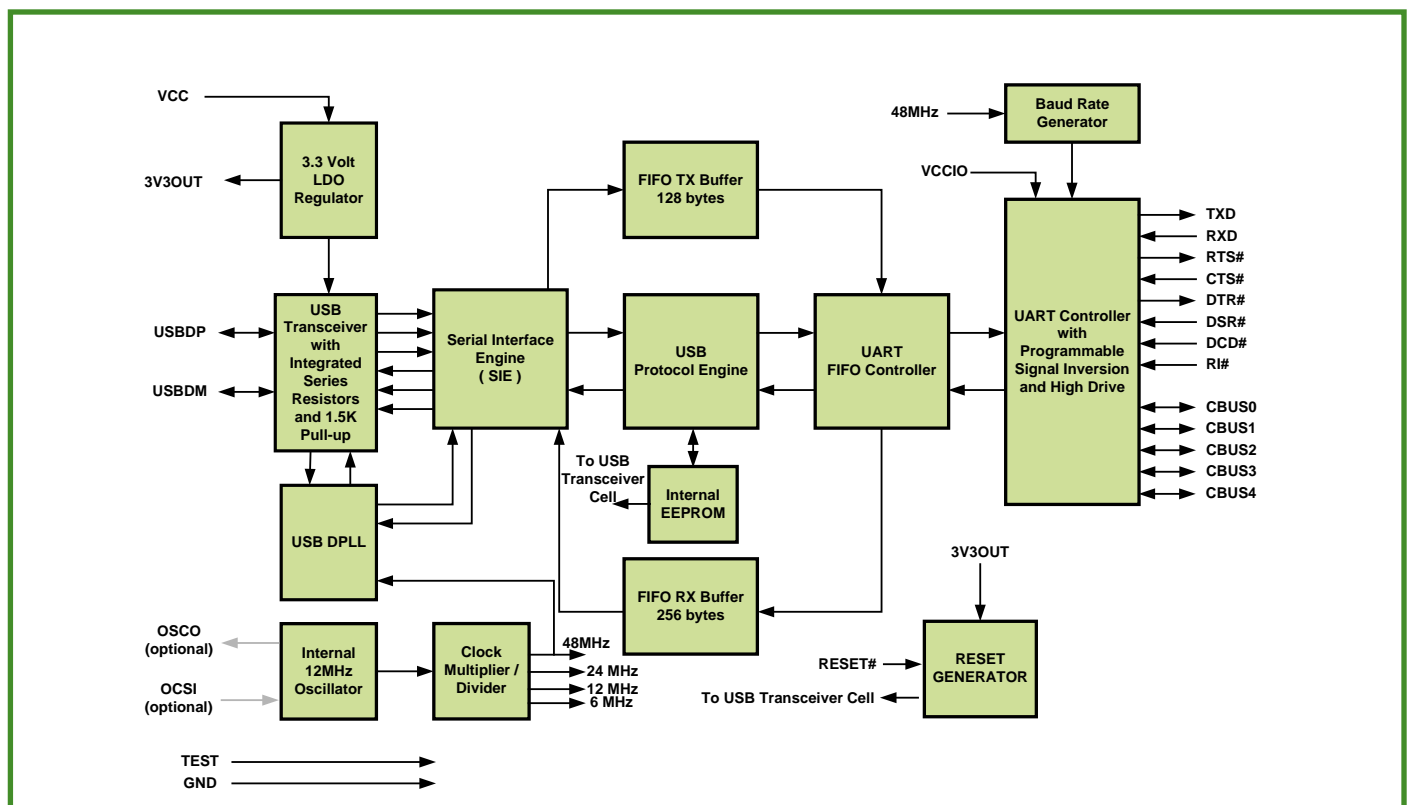 VCC
3V3OUT
3.3 Volt
LDO
Regulator
USBDP
USBDM
USB
Transceiver
with
Integrated
Series
Resistors
and 1.5K
Pull-up
USB DPLL
OSCO
(optional)
OCSI
(optional)
Internal
12MHz
Oscillator
Clock
Multiplier /
Divider
48MHz
24 MHz
12 MHz
6 MHz
TEST
GND
Serial Interface
Engine
( SIE )
FIFO TX Buffer
128 bytes
USB
Protocol Engine
To USB
Transceiver
Cell
Internal
EEPROM
FIFO RX Buffer
256 bytes
UART
FIFO Controller
48MHz
Baud Rate
Generator
VCCIO
UART Controller
with
Programmable
Signal Inversion
and High Drive
TXD
RXD
RTS#
CTS#
DTR#
DSR#
DCD#
RI#
CBUS0
CBUS1
CBUS2
CBUS3
CBUS4
3V3OUT
RESET#
To USB Transceiver Cell
RESET
GENERATOR